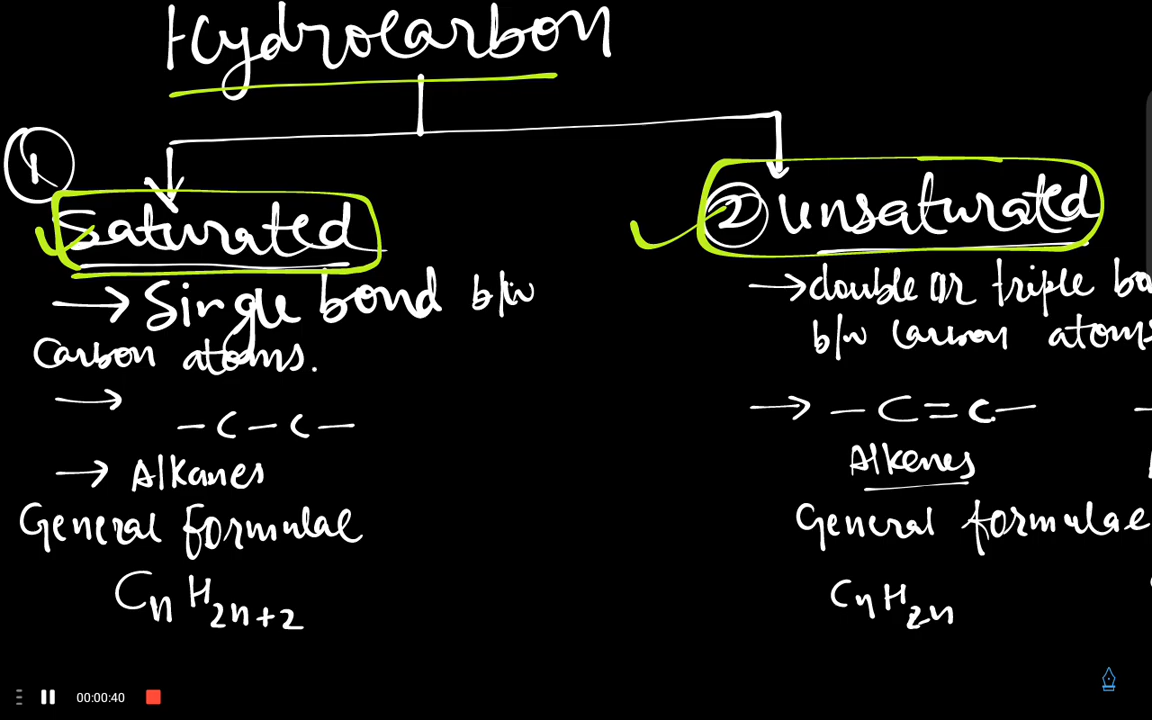 Hydrocarbon
1
Saturated
→ Single bond b/w
Carbon atoms.
→ -C-C-
→ Alkanes
General formulae
CnH2n+2
2 Unsaturated
→ double or triple bo
b/w carbon atoms
→ -C=C-
Alkenes
General formulae
CnH2n
00:00:40